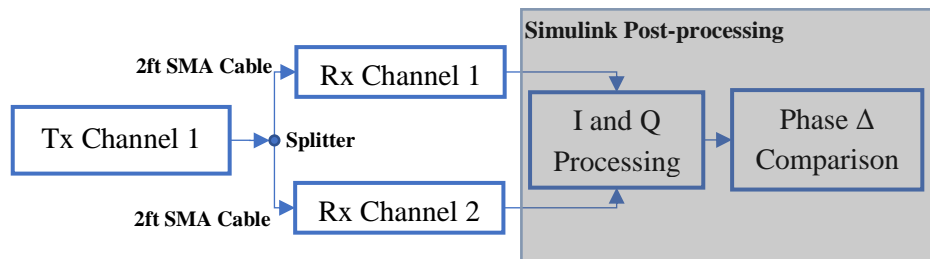 Simulink Post-processing
2ft SMA Cable
Rx Channel 1
Tx Channel 1
Splitter
I and Q
Processing
Phase Δ
Comparison
2ft SMA Cable
Rx Channel 2